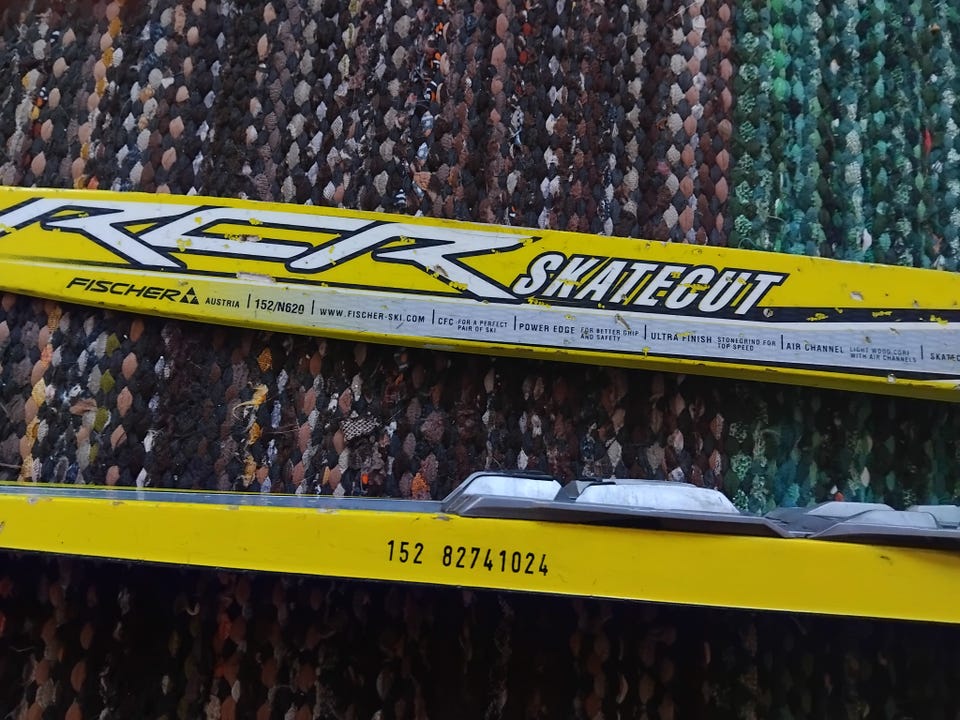 RCR SKATECUT
FISCHER AUSTRIA | 152/N620 | WWW.FISCHER-SKI.COM | CFC FOR A PERFECT PAIR OF SKI | POWER EDGE FOR BETTER GRIP AND SAFETY | ULTRA FINISH STONEGRIND FOR TOP SPEED | AIR CHANNEL LIGHT WOOD CORE WITH AIR CHANNELS | SKATEC
152 82741024